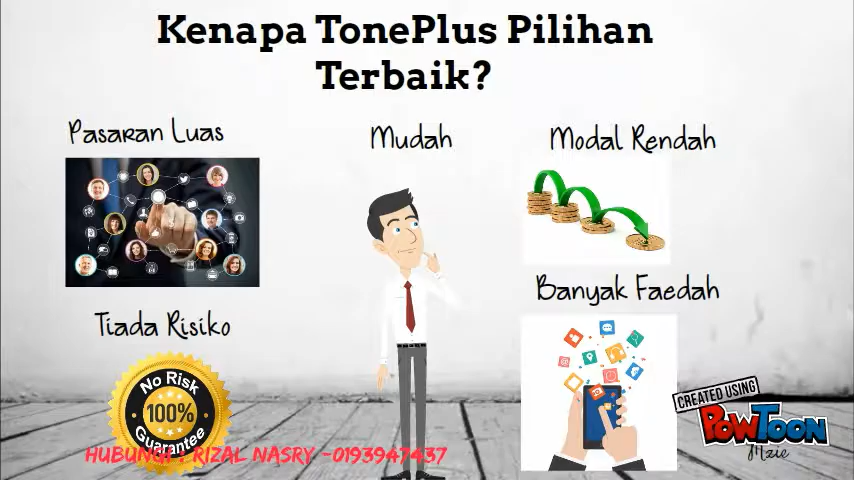 Kenapa TonePlus Pilihan
Terbaik?
Pasaran Luas
Mudah
Modal Rendah
Banyak Faedah
Tiada Risiko
No Risk
100%
Guarantee
HUBUNGI : RIZAL NASRY -0193947437
CREATED USING
POWTOON
Mzie